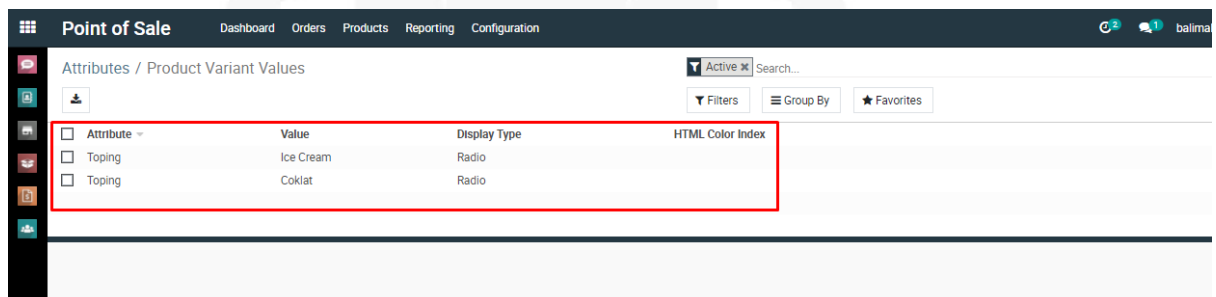 Point of Sale Dashboard Orders Products Reporting Configuration 2 1 balimal
Attributes / Product Variant Values Active Search...
Filters Group By Favorites
Attribute Value Display Type HTML Color Index
Toping Ice Cream Radio
Toping Coklat Radio